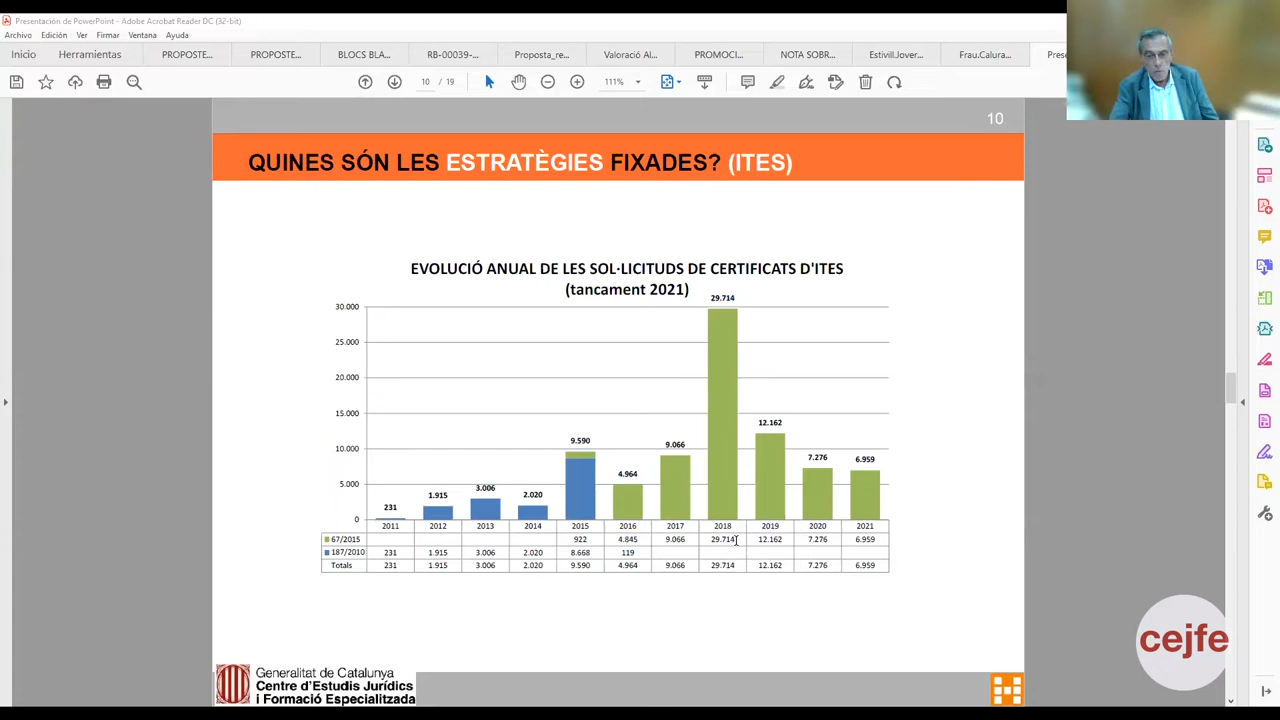 Presentación de PowerPoint - Adobe Acrobat Reader DC (32-bit)
Archivo Edición Ver Firmar Ventana Ayuda
Inicio Herramientas PROPOSTE... PROPOSTE... BLOCS BLA... RB-00039-... Proposta_re... Valoració Al... PROMOCI... NOTA SOBR... Estivill.Jover... Frau.Calura... Pres
10 / 19 111%
10
QUINES SÓN LES ESTRATÈGIES FIXADES? (ITES)
EVOLUCIÓ ANUAL DE LES SOL·LICITUDS DE CERTIFICATS D'ITES
(tancament 2021)
30.000
25.000
20.000
15.000
10.000
5.000
0
231 1.915 3.006 2.020 9.590 4.964 9.066 29.714 12.162 7.276 6.959
2011 2012 2013 2014 2015 2016 2017 2018 2019 2020 2021
67/2015 922 4.845 9.066 29.714 12.162 7.276 6.959
187/2010 231 1.915 3.006 2.020 8.668 119
Totals 231 1.915 3.006 2.020 9.590 4.964 9.066 29.714 12.162 7.276 6.959
cejfe
Generalitat de Catalunya
Centre d'Estudis Jurídics
i Formació Especialitzada